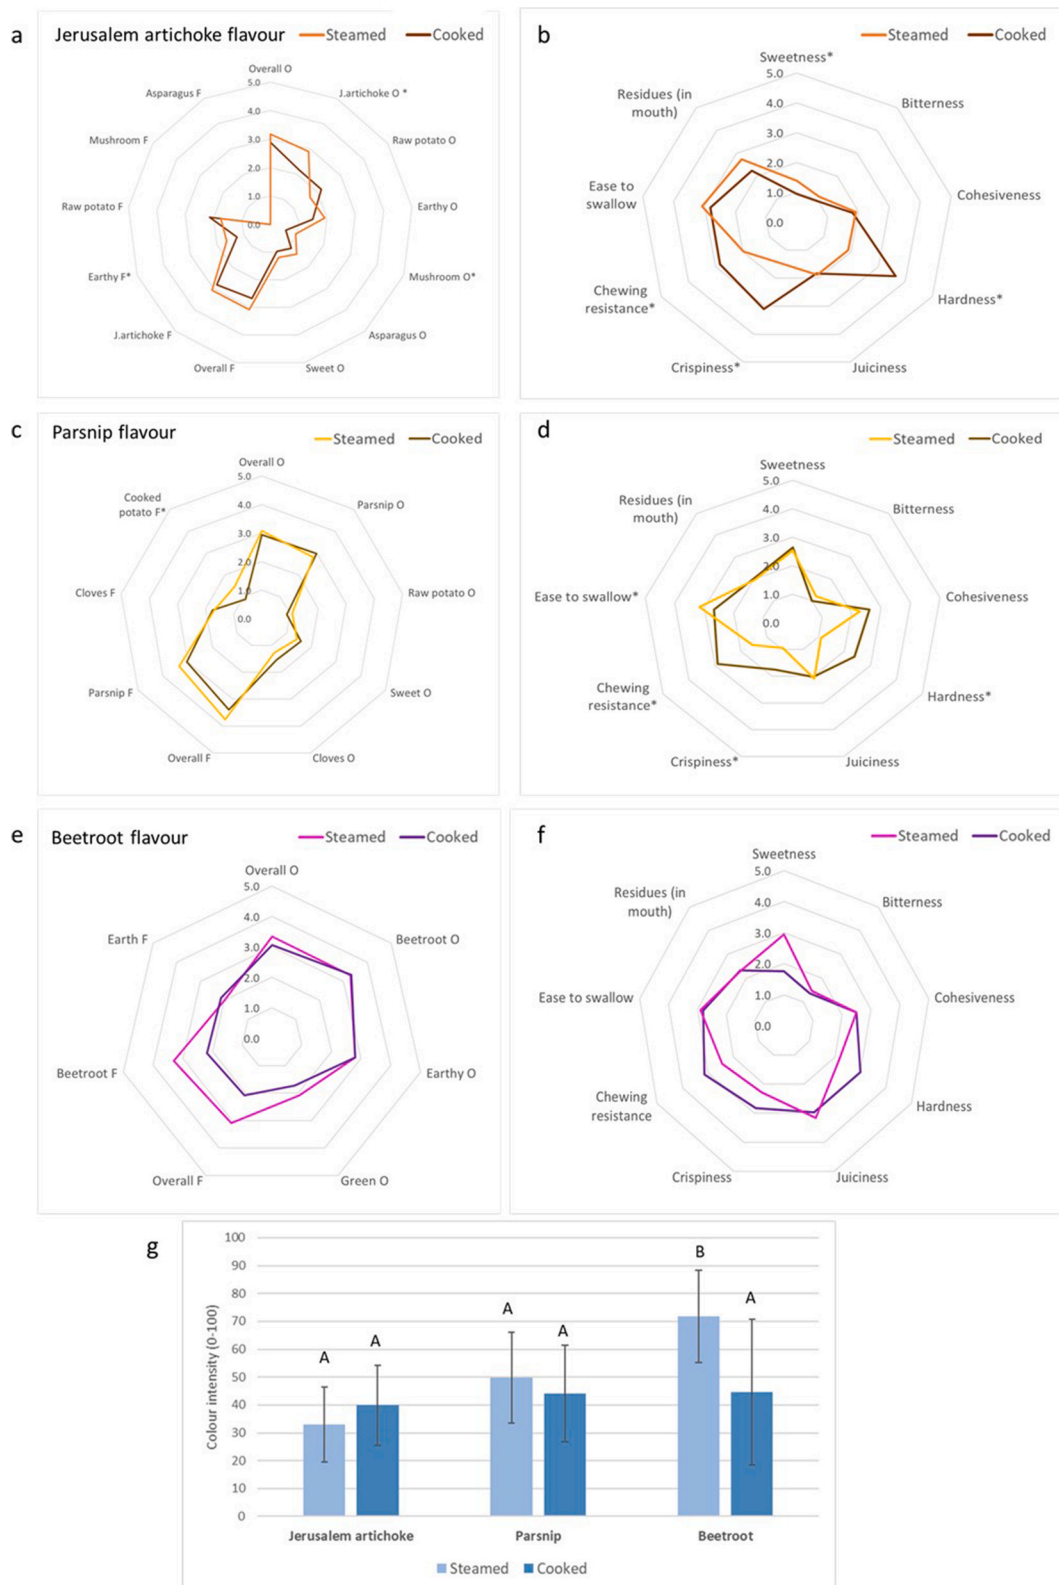 a
Jerusalem artichoke flavour
Steamed
Cooked
Overall O
5.0
4.0
3.0
2.0
1.0
0.0
J.artichoke O *
Raw potato O
Earthy O
Mushroom O*
Asparagus O
Sweet O
Overall F
J.artichoke F
Earthy F*
Raw potato F
Mushroom F
Asparagus F
b
Steamed
Cooked
Sweetness*
5.0
4.0
3.0
2.0
1.0
0.0
Bitterness
Cohesiveness
Hardness*
Juiciness
Crispiness*
Chewing
resistance*
Ease to
swallow
Residues (in
mouth)
c
Parsnip flavour
Steamed
Cooked
Overall O
5.0
4.0
3.0
2.0
1.0
0.0
Parsnip O
Raw potato O
Sweet O
Cloves O
Overall F
Parsnip F
Cloves F
Cooked
potato F*
d
Steamed
Cooked
Sweetness
5.0
4.0
3.0
2.0
1.0
0.0
Bitterness
Cohesiveness
Hardness*
Juiciness
Crispiness*
Chewing
resistance*
Ease to swallow*
Residues (in
mouth)
e
Beetroot flavour
Steamed
Cooked
Overall O
5.0
4.0
3.0
2.0
1.0
0.0
Beetroot O
Earthy O
Green O
Overall F
Beetroot F
Earth F
f
Steamed
Cooked
Sweetness
5.0
4.0
3.0
2.0
1.0
0.0
Bitterness
Cohesiveness
Hardness
Juiciness
Crispiness
Chewing
resistance
Ease to swallow
Residues (in
mouth)
g
Colour intensity (0-100)
100
90
80
70
60
50
40
30
20
10
0
A
A
A
A
B
A
Jerusalem artichoke
Parsnip
Beetroot
Steamed
Cooked